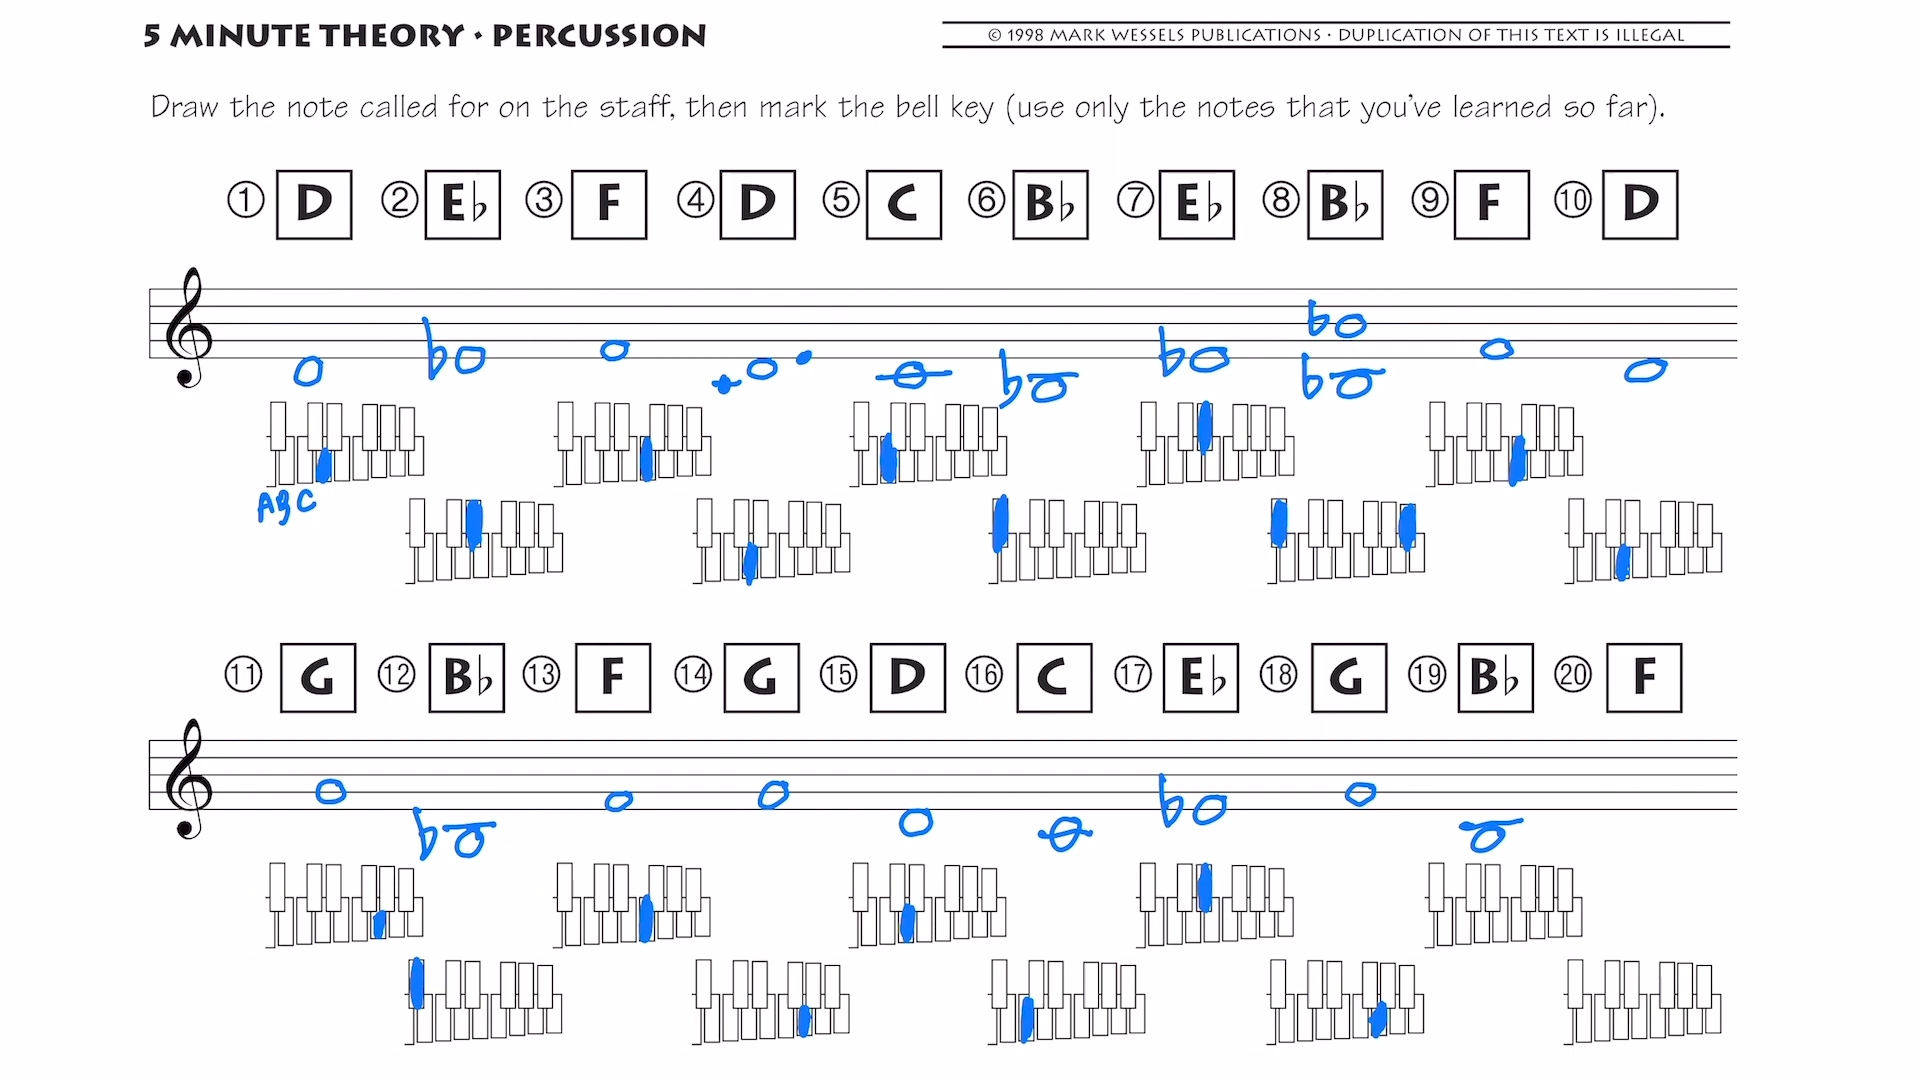 5 MINUTE THEORY • PERCUSSION
© 1998 MARK WESSELS PUBLICATIONS • DUPLICATION OF THIS TEXT IS ILLEGAL
Draw the note called for on the staff, then mark the bell key (use only the notes that you've learned so far).
① D ② E♭ ③ F ④ D ⑤ C ⑥ B♭ ⑦ E♭ ⑧ B♭ ⑨ F ⑩ D
ABC
⑪ G ⑫ B♭ ⑬ F ⑭ G ⑮ D ⑯ C ⑰ E♭ ⑱ G ⑲ B♭ ⑳ F